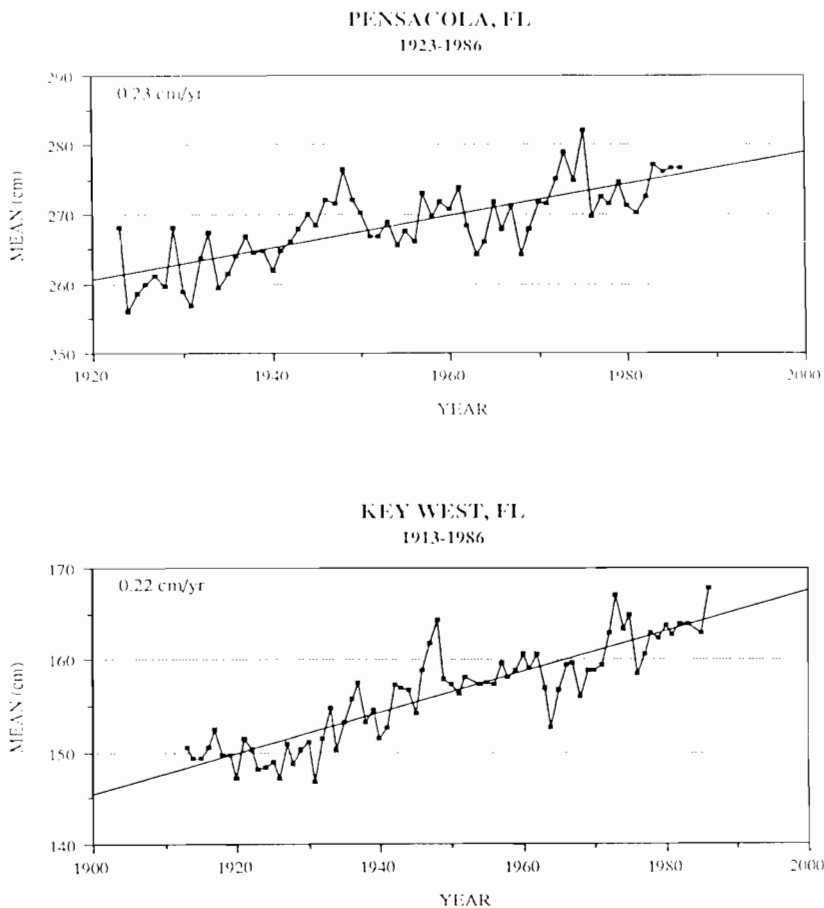 PENSACOLA, FL
1923-1986
290
0.23 cm/yr
280
MEAN (cm)
270
260
250
1920 1940 1960 1980 2000
YEAR
KEY WEST, FL
1913-1986
170
0.22 cm/yr
160
MEAN (cm)
150
140
1900 1920 1940 1960 1980 2000
YEAR